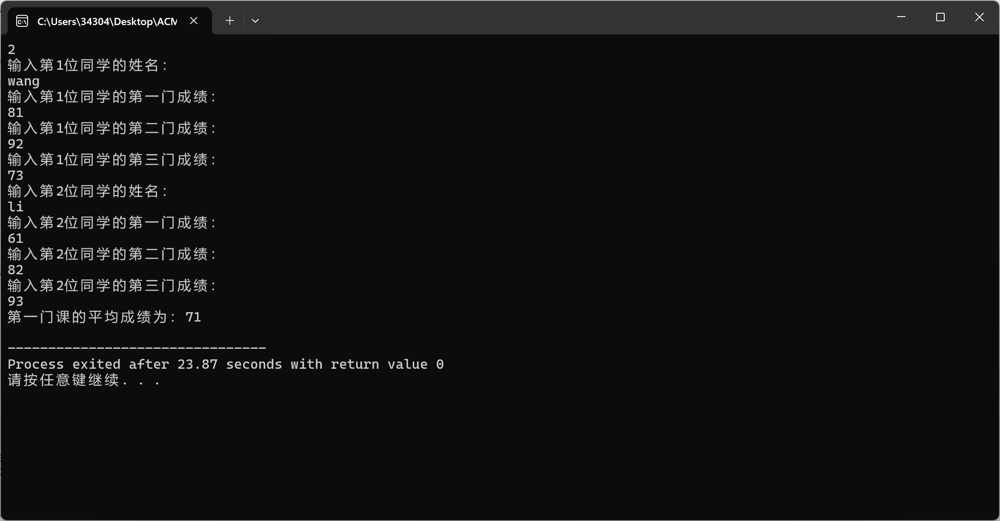 C:\Users\34304\Desktop\ACM
2
输入第1位同学的姓名：
wang
输入第1位同学的第一门成绩：
81
输入第1位同学的第二门成绩：
92
输入第1位同学的第三门成绩：
73
输入第2位同学的姓名：
li
输入第2位同学的第一门成绩：
61
输入第2位同学的第二门成绩：
82
输入第2位同学的第三门成绩：
93
第一门课的平均成绩为：71
--------------------------------
Process exited after 23.87 seconds with return value 0
请按任意键继续. . .